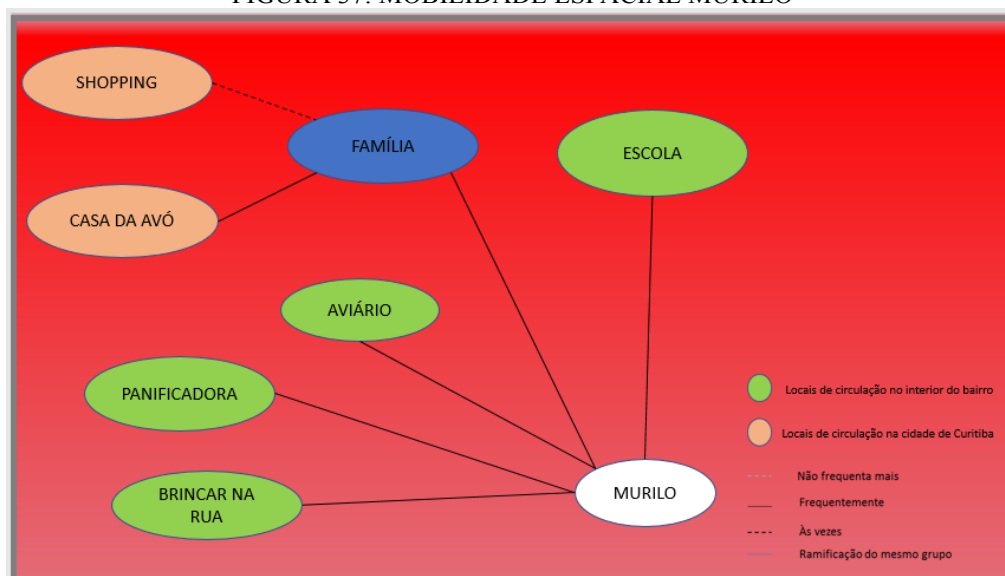 FIGURA 37: MOBILIDADE ESPACIAL MURILO
SHOPPING
FAMÍLIA
ESCOLA
CASA DA AVÓ
AVIÁRIO
PANIFICADORA
BRINCAR NA
RUA
MURILO
Locais de circulação no interior do bairro
Locais de circulação na cidade de Curitiba
Não frequenta mais
Frequentemente
Às vezes
Ramificação do mesmo grupo